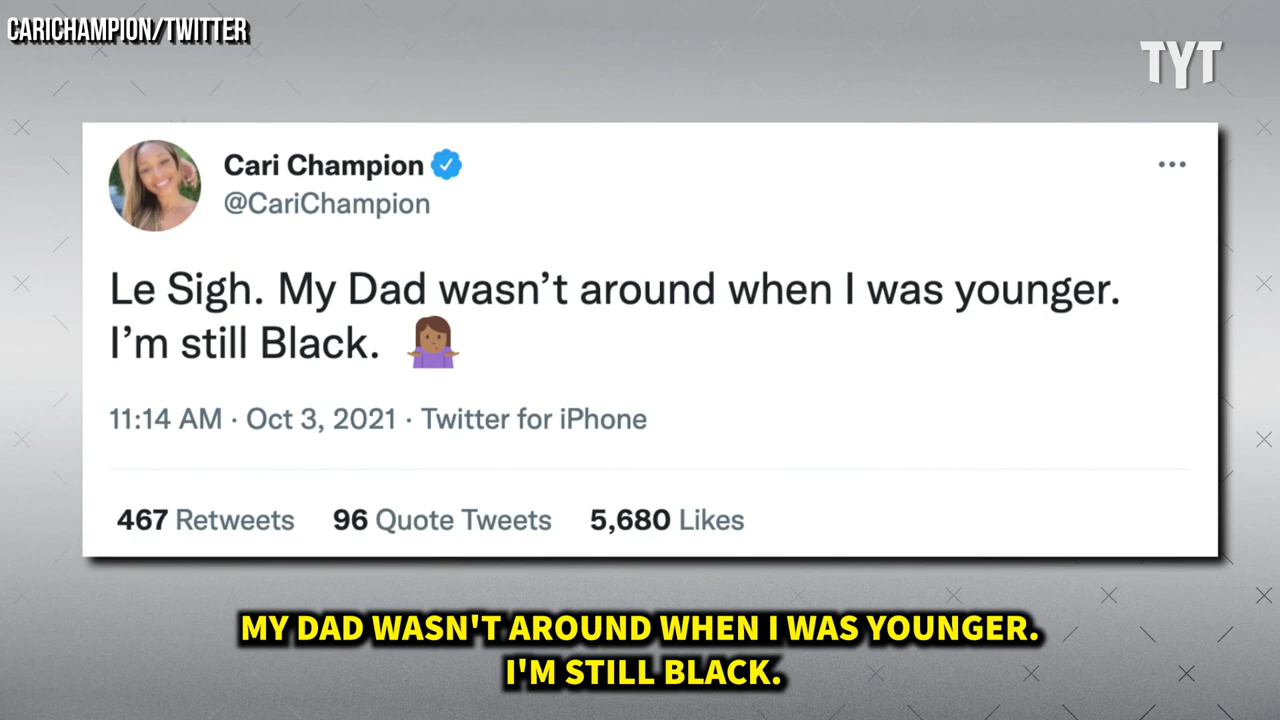 CARICHAMPION/TWITTER
TYT
Cari Champion
@CariChampion
Le Sigh. My Dad wasn’t around when I was younger.
I’m still Black. 🤷🏽‍♀️
11:14 AM · Oct 3, 2021 · Twitter for iPhone
467 Retweets 96 Quote Tweets 5,680 Likes
MY DAD WASN'T AROUND WHEN I WAS YOUNGER.
I'M STILL BLACK.